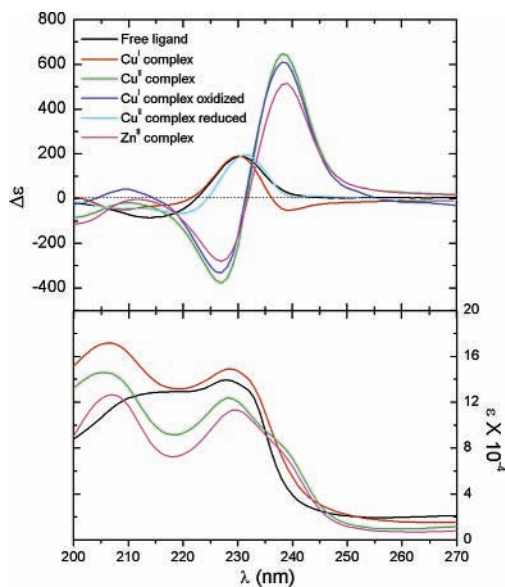 800
600
400
200
0
-200
-400
Δε
Free ligand
Cuᴵ complex
Cuᴵᴵ complex
Cuᴵ complex oxidized
Cuᴵᴵ complex reduced
Znᴵᴵ complex
20
16
12
8
4
0
ε X 10⁻⁴
200 210 220 230 240 250 260 270
λ (nm)